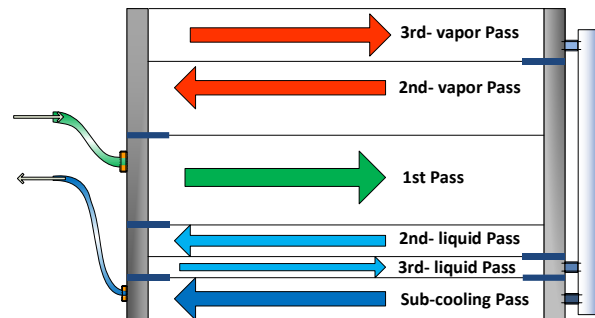 3rd- vapor Pass
2nd- vapor Pass
1st Pass
2nd- liquid Pass
3rd- liquid Pass
Sub-cooling Pass